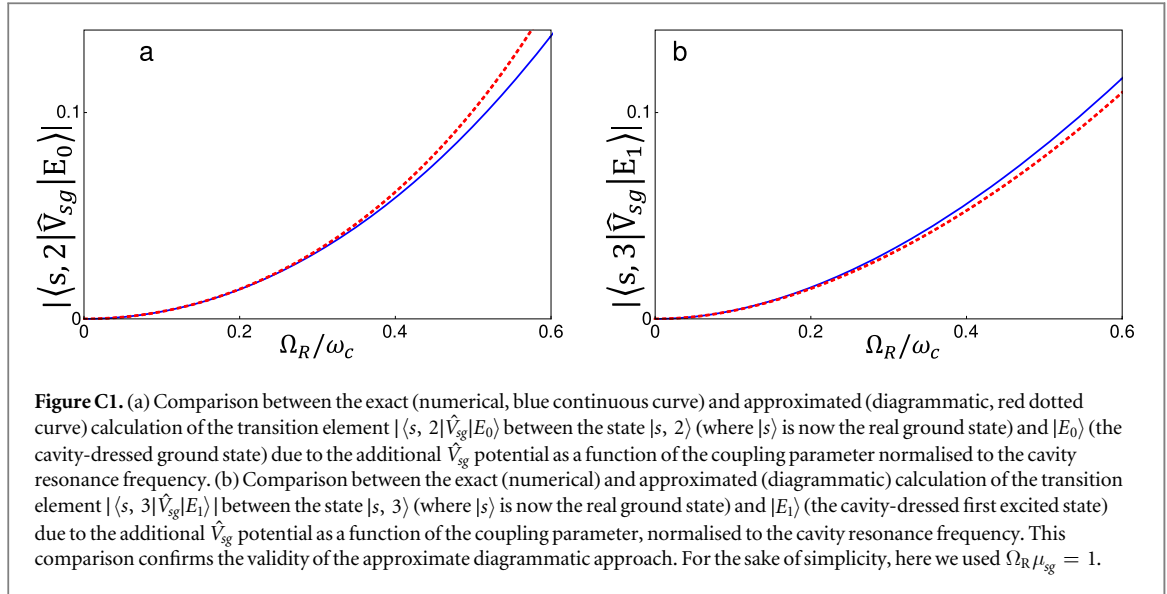 a
0.1
0
|⟨s, 2|V̂sg|E0⟩|
0
0.2
0.4
0.6
ΩR/ωc
b
0.1
0
|⟨s, 3|V̂sg|E1⟩|
0
0.2
0.4
0.6
ΩR/ωc
Figure C1. (a) Comparison between the exact (numerical, blue continuous curve) and approximated (diagrammatic, red dotted
curve) calculation of the transition element |⟨s, 2|V̂sg|E0⟩ between the state |s, 2⟩ (where |s⟩ is now the real ground state) and |E0⟩ (the
cavity-dressed ground state) due to the additional V̂sg potential as a function of the coupling parameter normalised to the cavity
resonance frequency. (b) Comparison between the exact (numerical) and approximated (diagrammatic) calculation of the transition
element |⟨s, 3|V̂sg|E1⟩| between the state |s, 3⟩ (where |s⟩ is now the real ground state) and |E1⟩ (the cavity-dressed first excited state)
due to the additional V̂sg potential as a function of the coupling parameter, normalised to the cavity resonance frequency. This
comparison confirms the validity of the approximate diagrammatic approach. For the sake of simplicity, here we used ΩRμsg = 1.